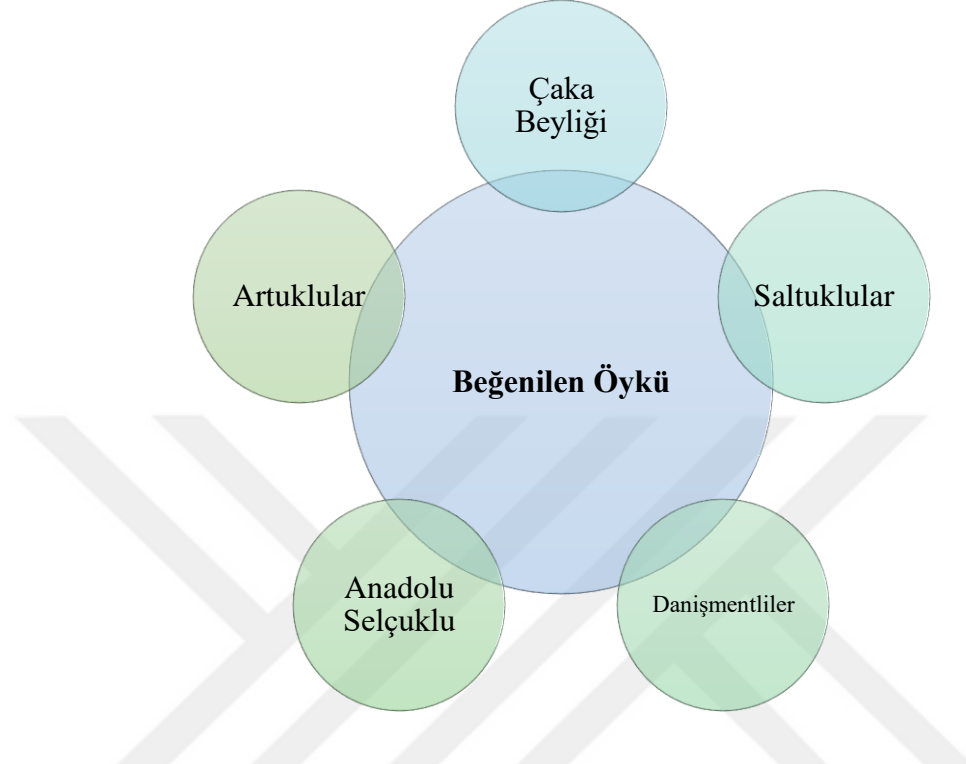 Çaka
Beyliği
Artuklular
Saltuklular
Beğenilen Öykü
Anadolu
Selçuklu
Danişmentliler